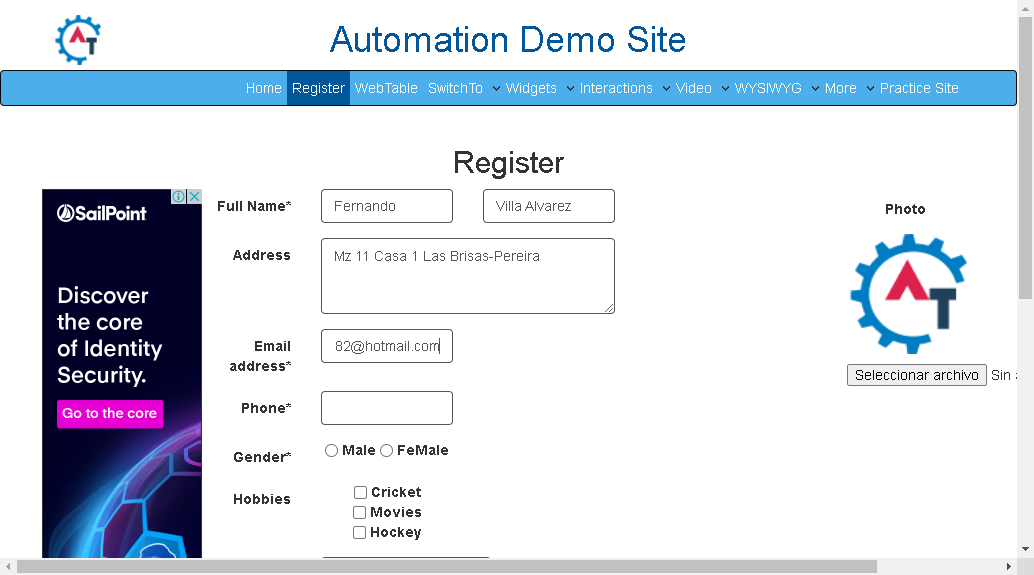 AT
Automation Demo Site
Home Register WebTable SwitchTo Widgets Interactions Video WYSIWYG More Practice Site
Register
SailPoint
Discover
the core
of Identity
Security.
Go to the core
Full Name* Fernando Villa Alvarez
Address Mz 11 Casa 1 Las Brisas-Pereira
Email
address* 82@hotmail.com
Phone*
Gender* Male FeMale
Hobbies Cricket
Movies
Hockey
Photo
AT
Seleccionar archivo Sin